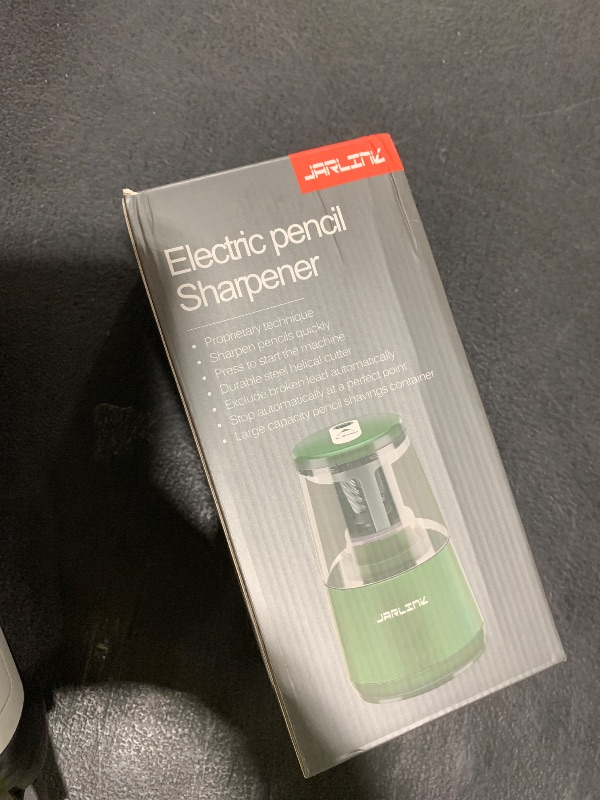 JARLINK
Electric pencil
Sharpener
• Proprietary technique
• Sharpen pencils quickly
• Press to start the machine
• Durable steel helical cutter
• Exclude broken lead automatically
• Stop automatically at a perfect point
• Large capacity pencil shavings container
JARLINK